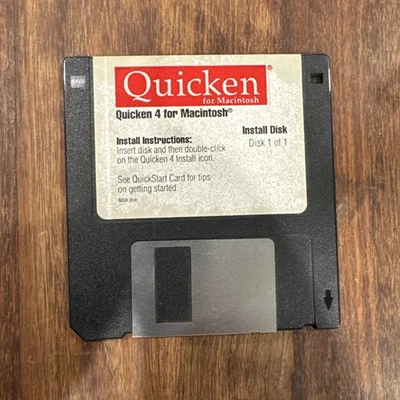 Quicken®
for Macintosh
Quicken 4 for Macintosh®
Install Instructions:
Insert disk and then double-click
on the Quicken 4 Install icon.
See QuickStart Card for tips
on getting started.
Install Disk
Disk 1 of 1